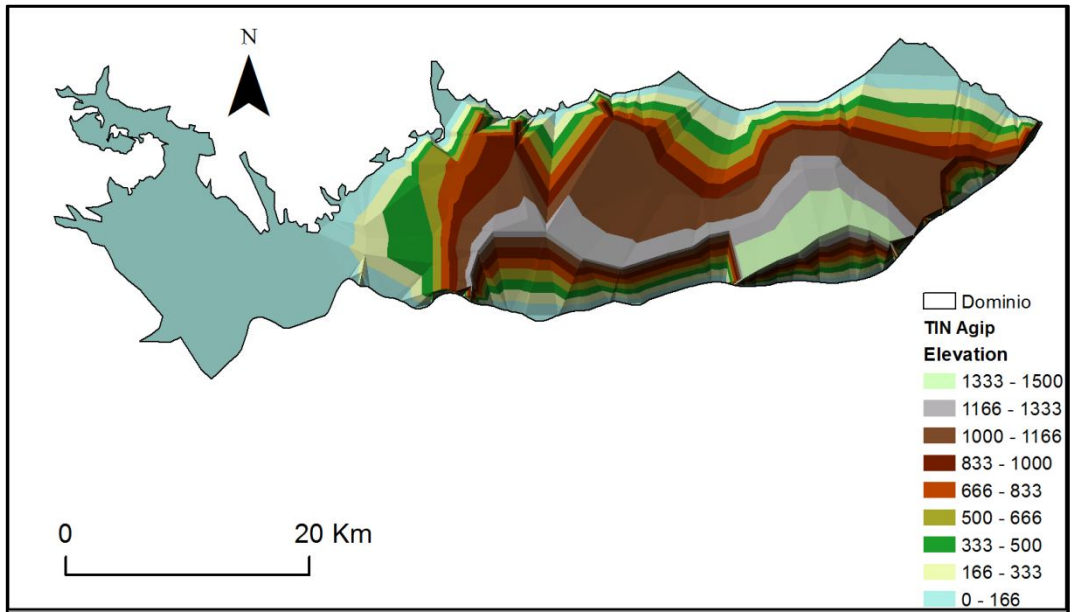 N
Dominio
TIN Agip
Elevation
1333 - 1500
1166 - 1333
1000 - 1166
833 - 1000
666 - 833
500 - 666
333 - 500
166 - 333
0 - 166
0 20 Km